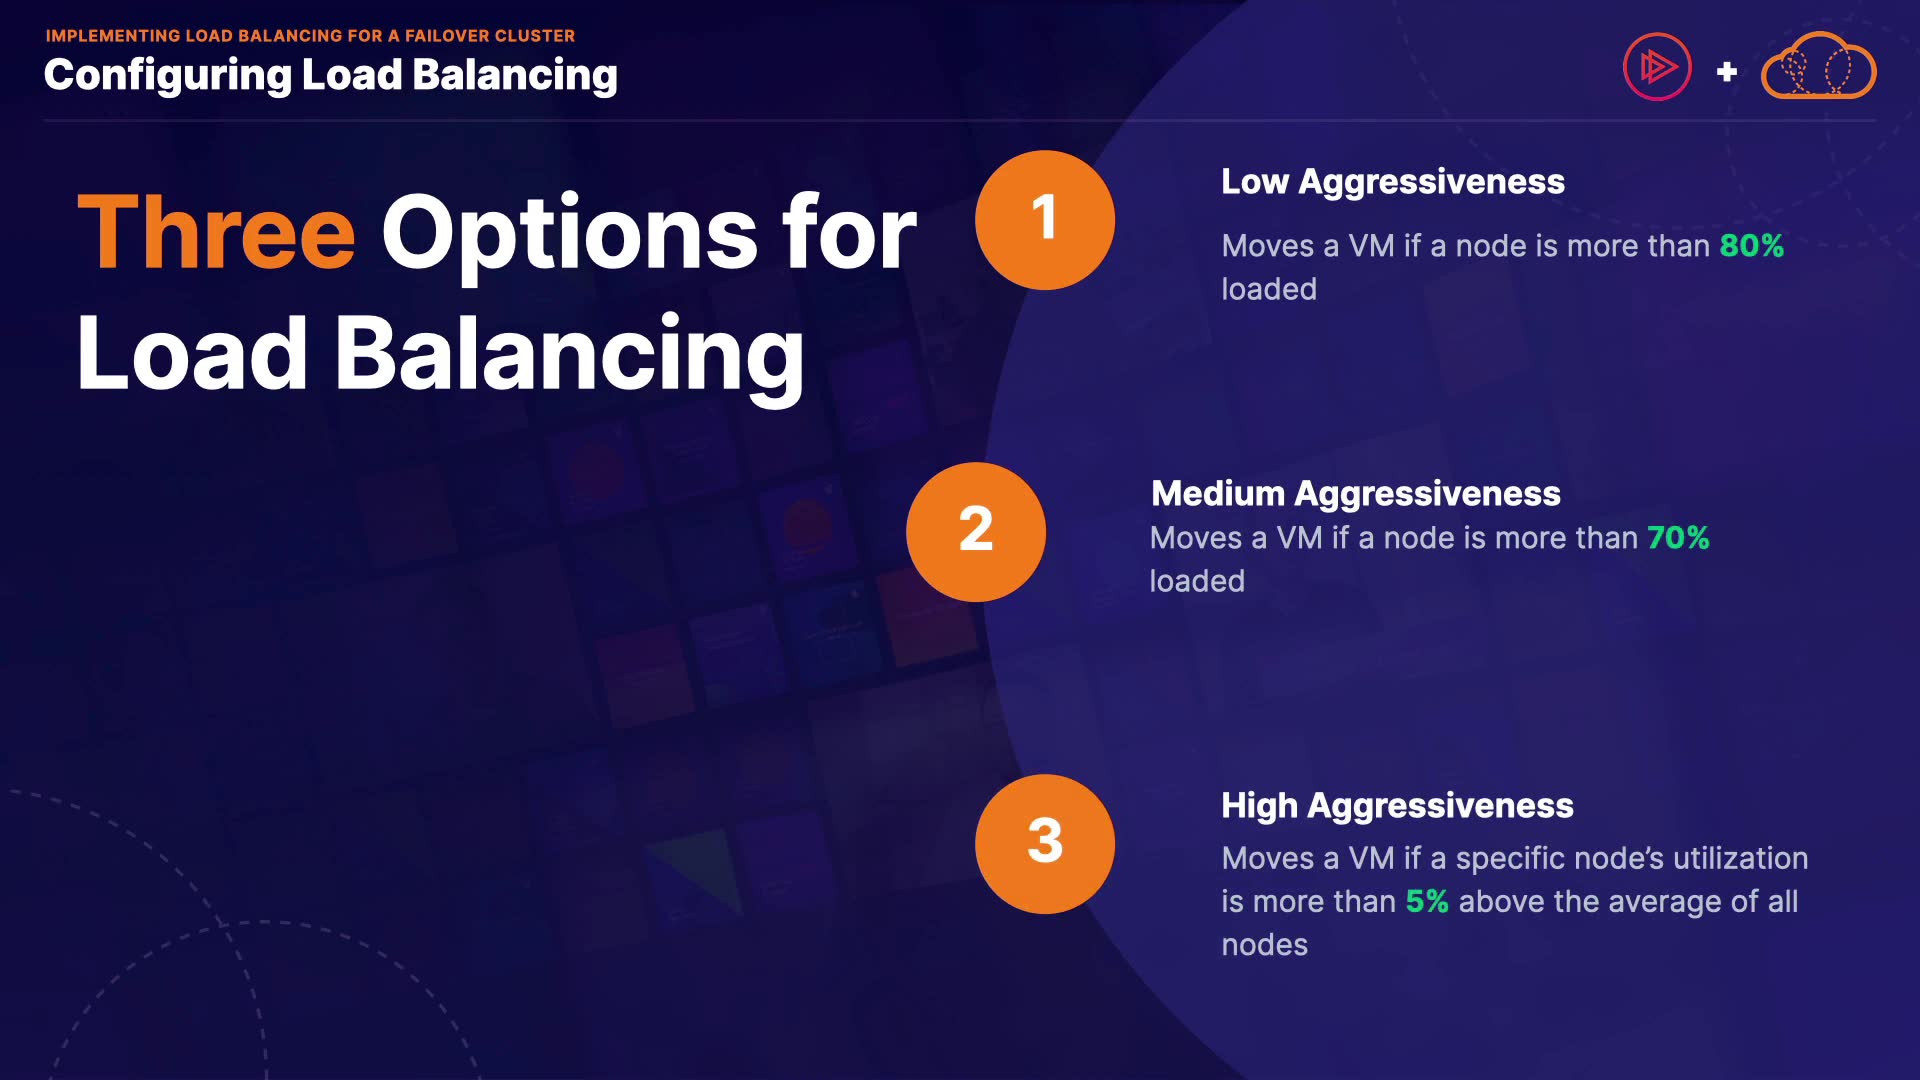 IMPLEMENTING LOAD BALANCING FOR A FAILOVER CLUSTER
Configuring Load Balancing
+
Three Options for
Load Balancing
1
Low Aggressiveness
Moves a VM if a node is more than 80%
loaded
2
Medium Aggressiveness
Moves a VM if a node is more than 70%
loaded
3
High Aggressiveness
Moves a VM if a specific node’s utilization
is more than 5% above the average of all
nodes